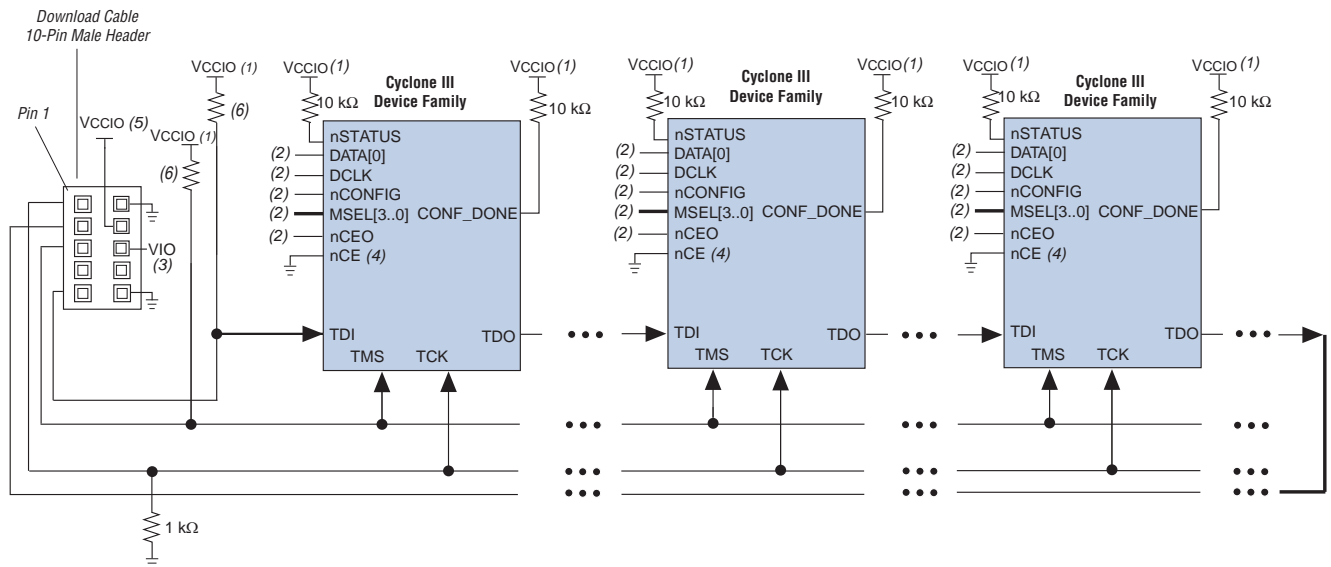 Download Cable
10-Pin Male Header
Pin 1
VCCIO (5)
VCCIO (1)
(6)
VCCIO (1)
(6)
VIO
(3)
1 kΩ
VCCIO (1)
10 kΩ
Cyclone III
Device Family
VCCIO (1)
10 kΩ
nSTATUS
(2) DATA[0]
(2) DCLK
(2) nCONFIG
(2) MSEL[3..0] CONF_DONE
(2) nCEO
nCE (4)
TDI TDO
TMS TCK
VCCIO (1)
10 kΩ
Cyclone III
Device Family
VCCIO (1)
10 kΩ
nSTATUS
(2) DATA[0]
(2) DCLK
(2) nCONFIG
(2) MSEL[3..0] CONF_DONE
(2) nCEO
nCE (4)
TDI TDO
TMS TCK
VCCIO (1)
10 kΩ
Cyclone III
Device Family
VCCIO (1)
10 kΩ
nSTATUS
(2) DATA[0]
(2) DCLK
(2) nCONFIG
(2) MSEL[3..0] CONF_DONE
(2) nCEO
nCE (4)
TDI TDO
TMS TCK